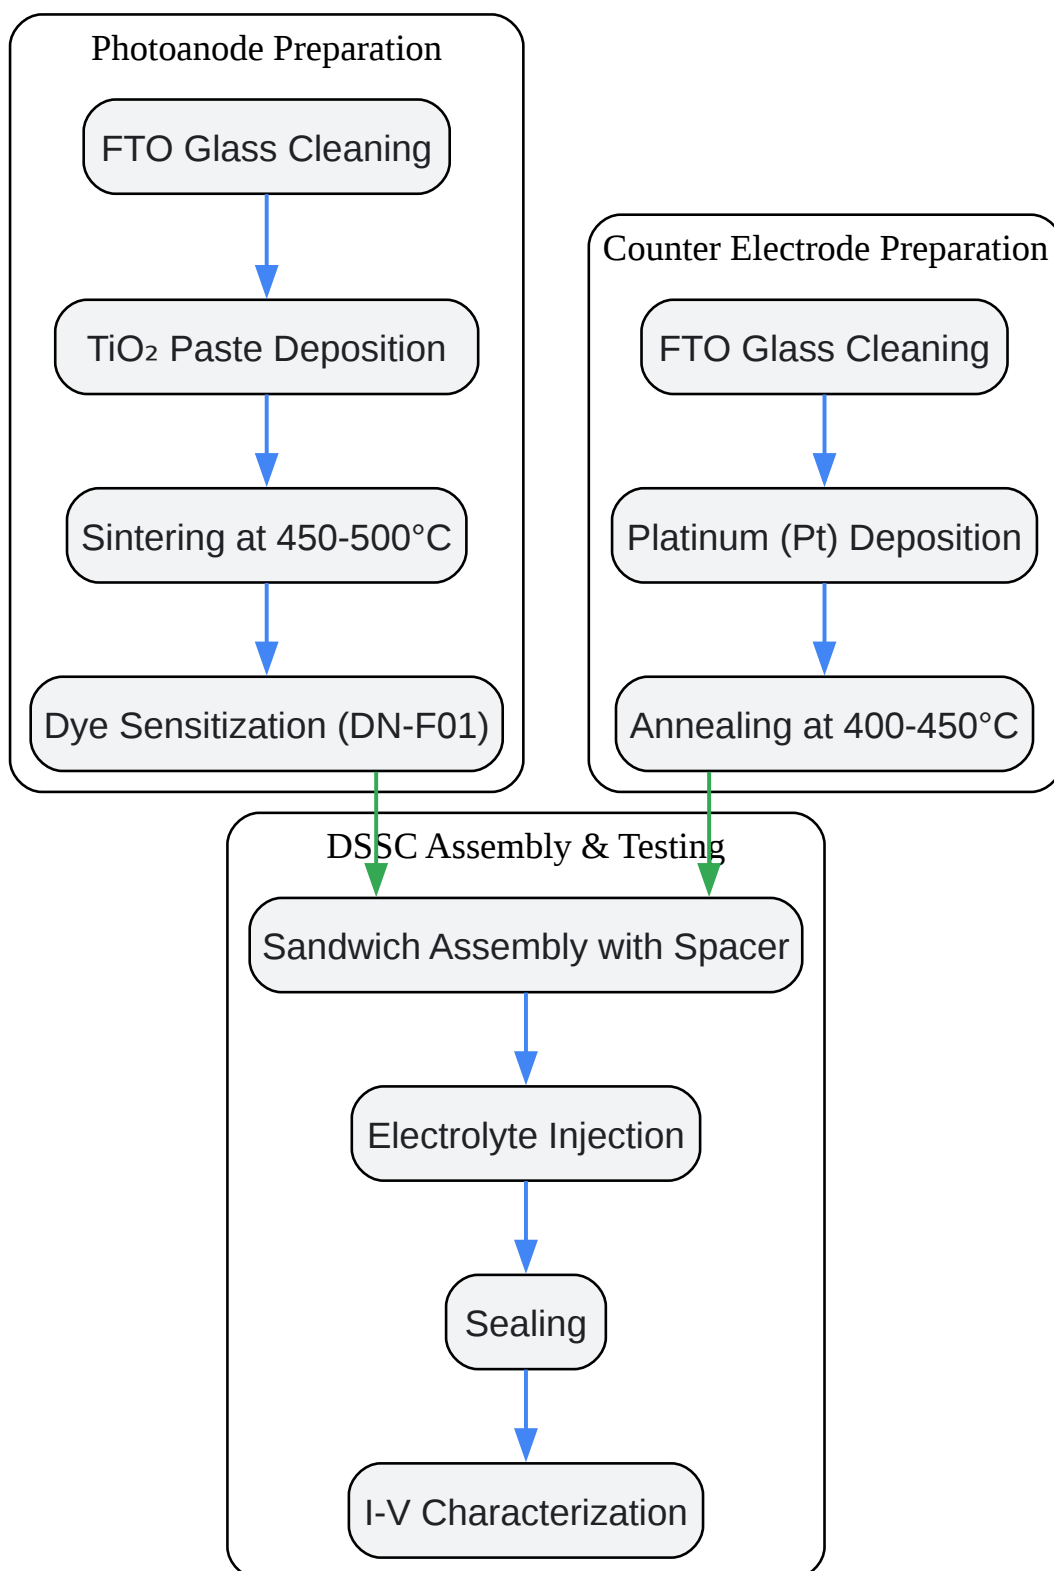 Photoanode Preparation
FTO Glass Cleaning
TiO₂ Paste Deposition
Sintering at 450-500°C
Dye Sensitization (DN-F01)
Counter Electrode Preparation
FTO Glass Cleaning
Platinum (Pt) Deposition
Annealing at 400-450°C
DSSC Assembly & Testing
Sandwich Assembly with Spacer
Electrolyte Injection
Sealing
I-V Characterization